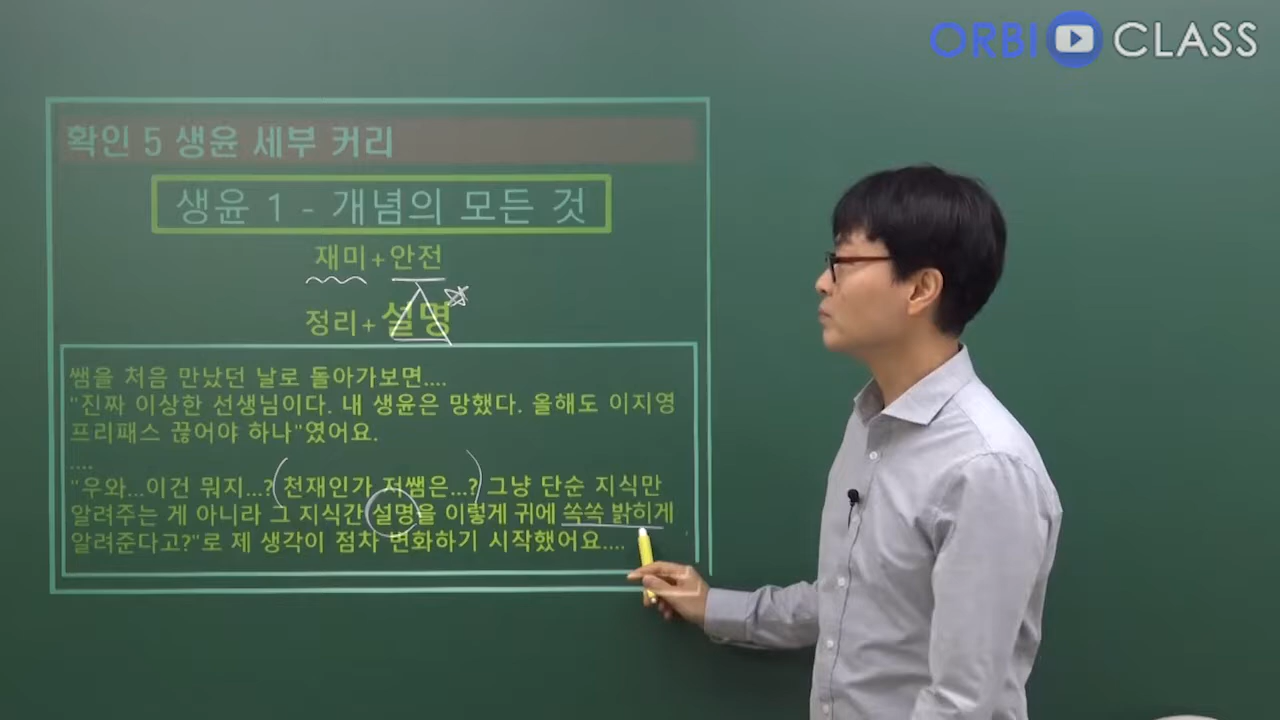 ORBI CLASS
확인 5 생윤 세부 커리
생윤 1 - 개념의 모든 것
재미+안전
정리+설명
쌤을 처음 만났던 날로 돌아가보면....
"진짜 이상한 선생님이다. 내 생윤은 망했다. 올해도 이지영
프리패스 끊어야 하나"였어요.
....
"우와...이건 뭐지...? 천재인가 저쌤은...? 그냥 단순 지식만
알려주는 게 아니라 그 지식간 설명을 이렇게 귀에 쏙쏙 밝히게
알려준다고?"로 제 생각이 점차 변화하기 시작했어요....